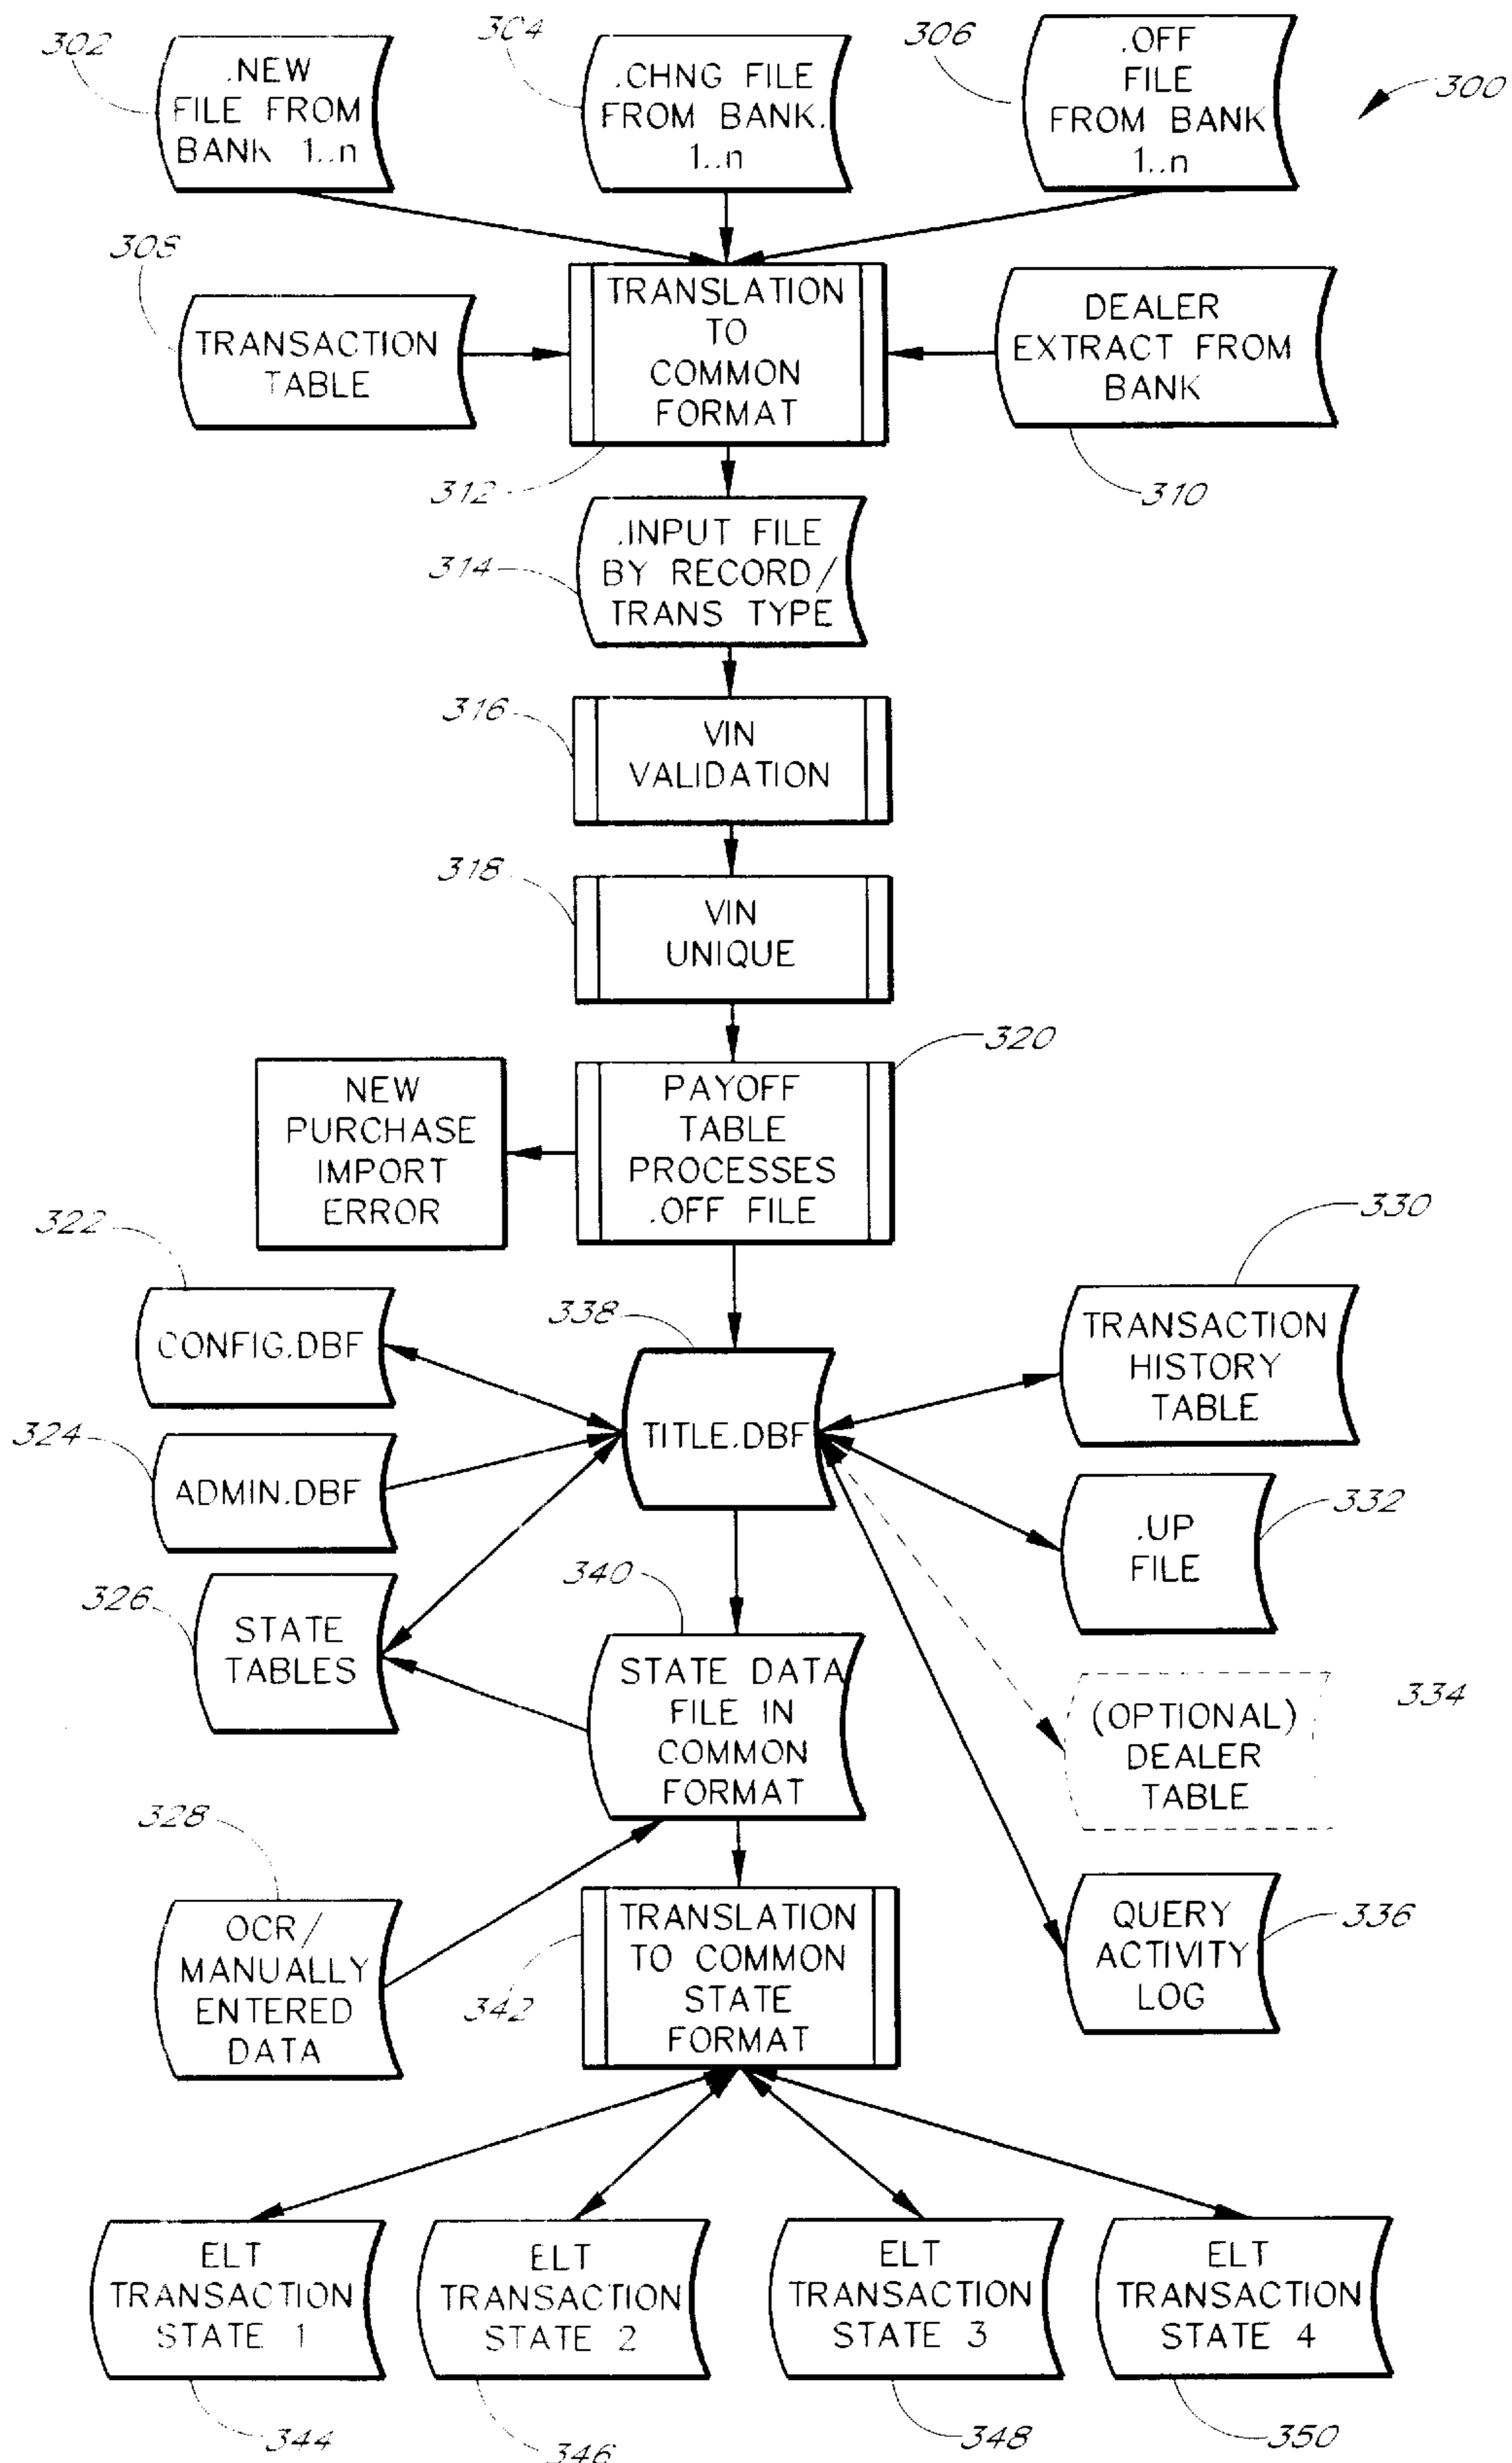 302
.NEW
FILE FROM
BANK 1..n
304
.CHNG FILE
FROM BANK.
1..n
306
.OFF
FILE
FROM BANK
1..n
300
308
TRANSACTION
TABLE
TRANSLATION
TO
COMMON
FORMAT
DEALER
EXTRACT FROM
BANK
312
310
.INPUT FILE
BY RECORD/
TRANS TYPE
314
316
VIN
VALIDATION
318
VIN
UNIQUE
320
NEW
PURCHASE
IMPORT
ERROR
PAYOFF
TABLE
PROCESSES
.OFF FILE
322
CONFIG.DBF
338
TITLE.DBF
330
TRANSACTION
HISTORY
TABLE
324
ADMIN.DBF
.UP
FILE
332
326
STATE
TABLES
340
STATE DATA
FILE IN
COMMON
FORMAT
334
(OPTIONAL)
DEALER
TABLE
328
OCR/
MANUALLY
ENTERED
DATA
342
TRANSLATION
TO COMMON
STATE
FORMAT
QUERY
ACTIVITY
LOG
336
ELT
TRANSACTION
STATE 1
ELT
TRANSACTION
STATE 2
ELT
TRANSACTION
STATE 3
ELT
TRANSACTION
STATE 4
344
346
348
350